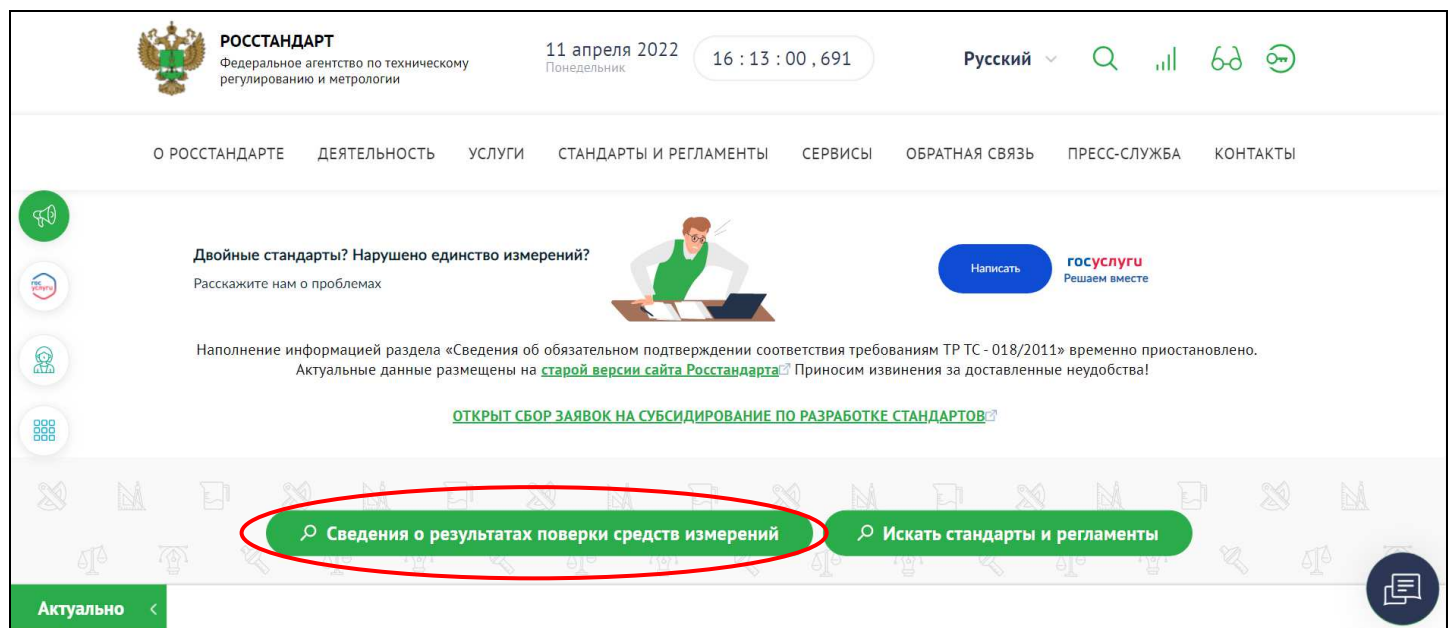 РОССТАНДАРТ
Федеральное агентство по техническому
регулированию и метрологии
11 апреля 2022
Понедельник
16 : 13 : 00 , 691
Русский
О РОССТАНДАРТЕ ДЕЯТЕЛЬНОСТЬ УСЛУГИ СТАНДАРТЫ И РЕГЛАМЕНТЫ СЕРВИСЫ ОБРАТНАЯ СВЯЗЬ ПРЕСС-СЛУЖБА КОНТАКТЫ
Двойные стандарты? Нарушено единство измерений?
Расскажите нам о проблемах
Написать
госуслуги
Решаем вместе
гос
услуги
Наполнение информацией раздела «Сведения об обязательном подтверждении соответствия требованиям ТР ТС - 018/2011» временно приостановлено.
Актуальные данные размещены на старой версии сайта Росстандарта Приносим извинения за доставленные неудобства!
ОТКРЫТ СБОР ЗАЯВОК НА СУБСИДИРОВАНИЕ ПО РАЗРАБОТКЕ СТАНДАРТОВ
Сведения о результатах поверки средств измерений
Искать стандарты и регламенты
Актуально